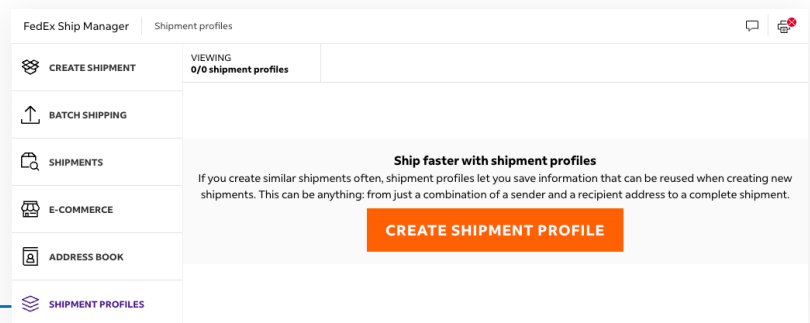 FedEx Ship Manager
Shipment profiles
CREATE SHIPMENT
VIEWING
0/0 shipment profiles
BATCH SHIPPING
SHIPMENTS
E-COMMERCE
ADDRESS BOOK
SHIPMENT PROFILES
Ship faster with shipment profiles
If you create similar shipments often, shipment profiles let you save information that can be reused when creating new
shipments. This can be anything: from just a combination of a sender and a recipient address to a complete shipment.
CREATE SHIPMENT PROFILE